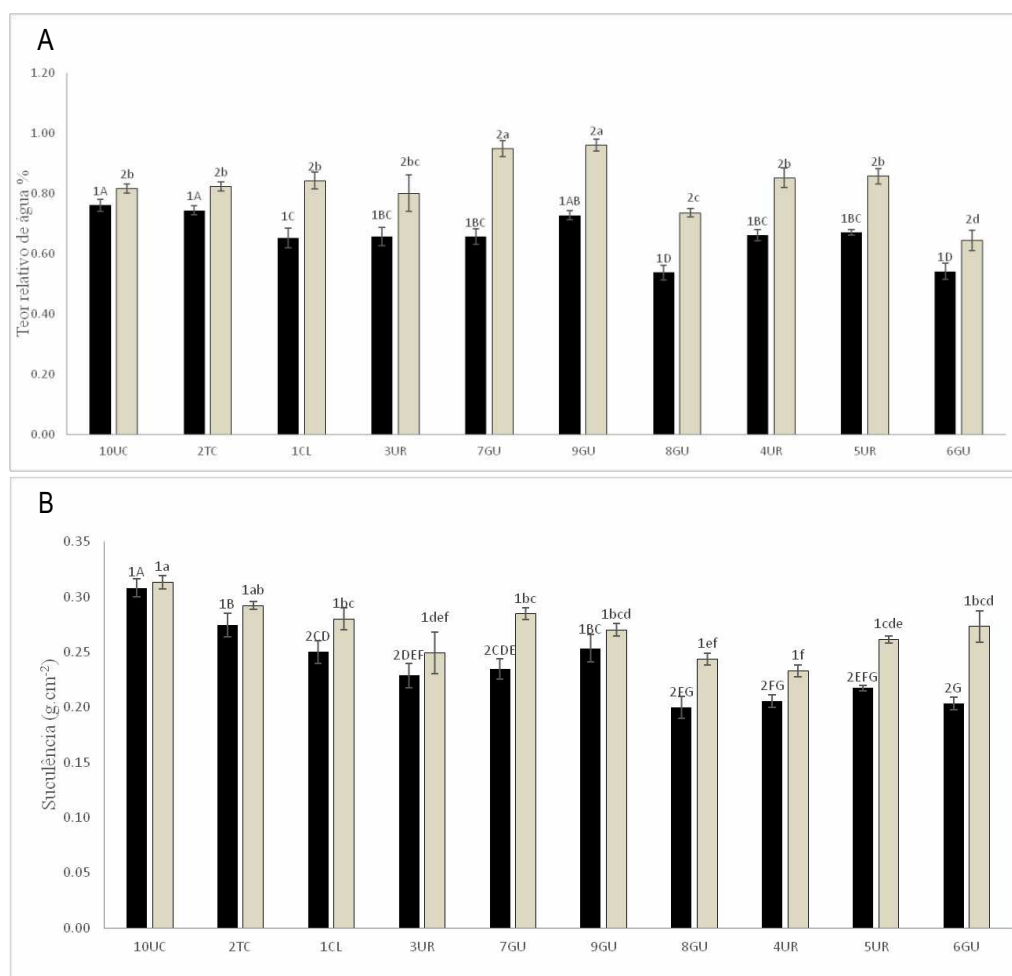 A
Teor relativo de água %
1.20
1.00
0.80
0.60
0.40
0.20
0.00
1A 2b 1A 2b 1C 2b 1BC 2bc 1BC 2a 1AB 2a 1D 2c 1BC 2b 1BC 2b 1D 2d
10UC 2TC 1CL 3UR 7GU 9GU 8GU 4UR 5UR 6GU
B
Suculência (g.cm-2)
0.35
0.30
0.25
0.20
0.15
0.10
0.05
0.00
1A 1a 1B 1ab 2CD 1bc 2DEF 1def 2CDE 1bc 1BC 1bcd 1ef 2FG 1f 2EFG 1cde 2G 1bcd
10UC 2TC 1CL 3UR 7GU 9GU 8GU 4UR 5UR 6GU